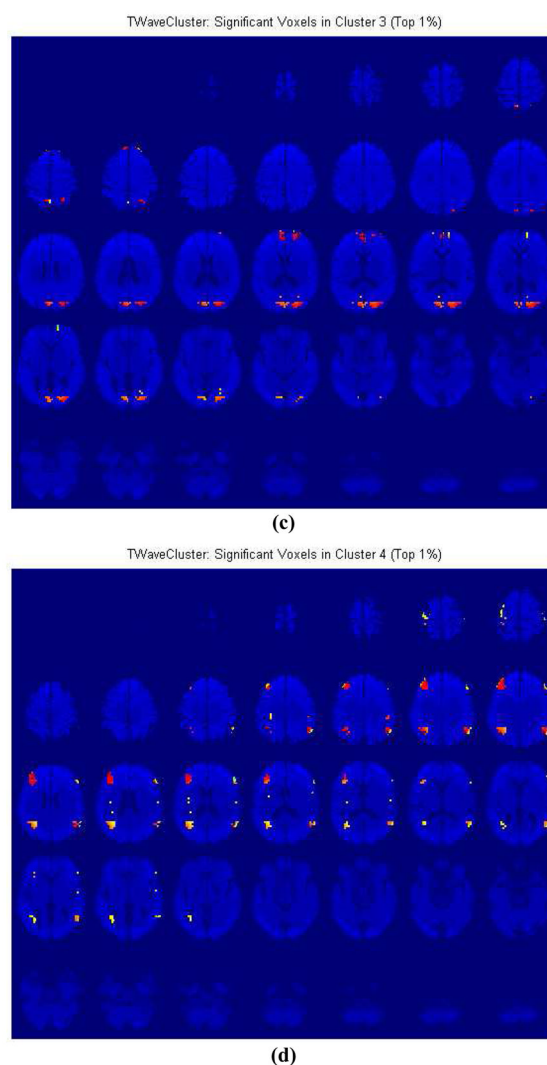 TWaveCluster: Significant Voxels in Cluster 3 (Top 1%)
(c)
TWaveCluster: Significant Voxels in Cluster 4 (Top 1%)
(d)